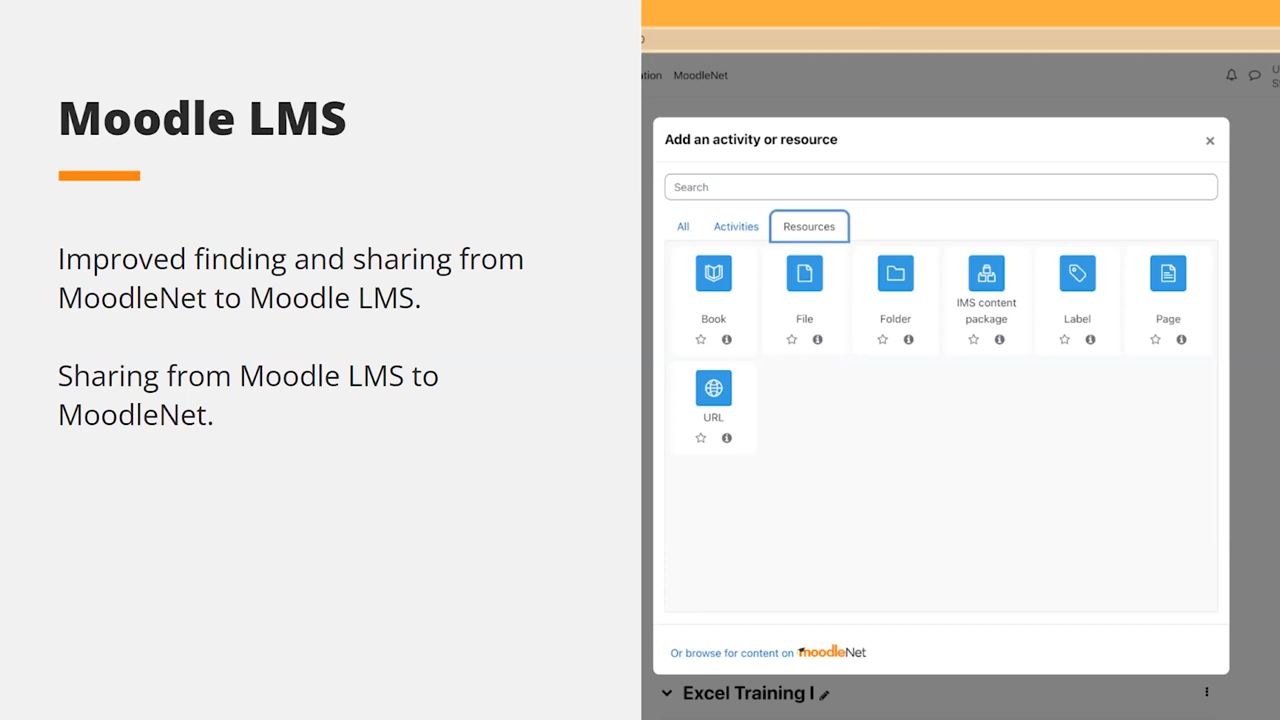 Moodle LMS
Improved finding and sharing from
MoodleNet to Moodle LMS.
Sharing from Moodle LMS to
MoodleNet.
MoodleNet
Add an activity or resource
Search
All Activities Resources
Book File Folder IMS content package Label Page
URL
Or browse for content on moodleNet
Excel Training I